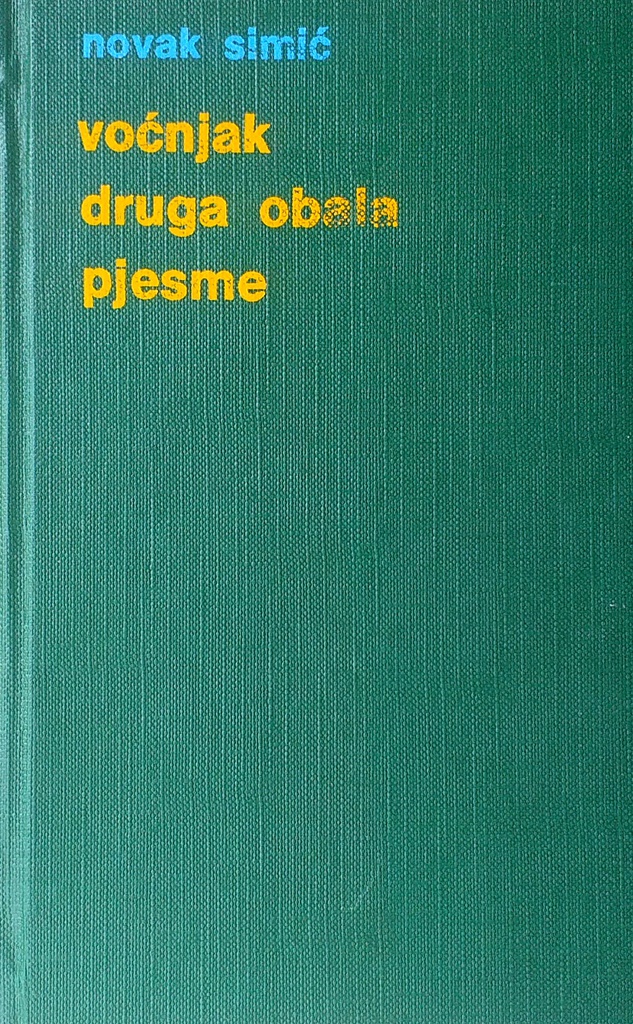 novak simić
voćnjak
druga obala
pjesme